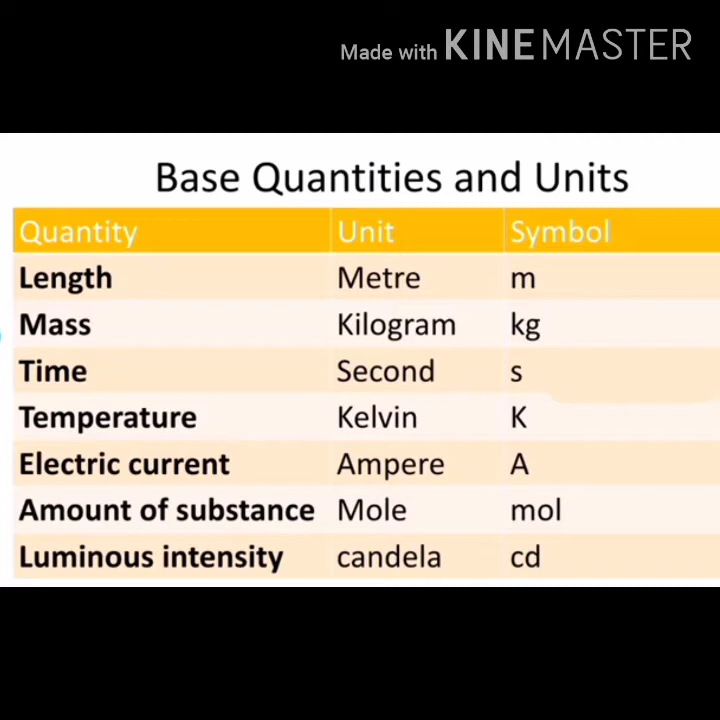 Made with KINEMASTER
Base Quantities and Units
Quantity Unit Symbol
Length Metre m
Mass Kilogram kg
Time Second s
Temperature Kelvin K
Electric current Ampere A
Amount of substance Mole mol
Luminous intensity candela cd